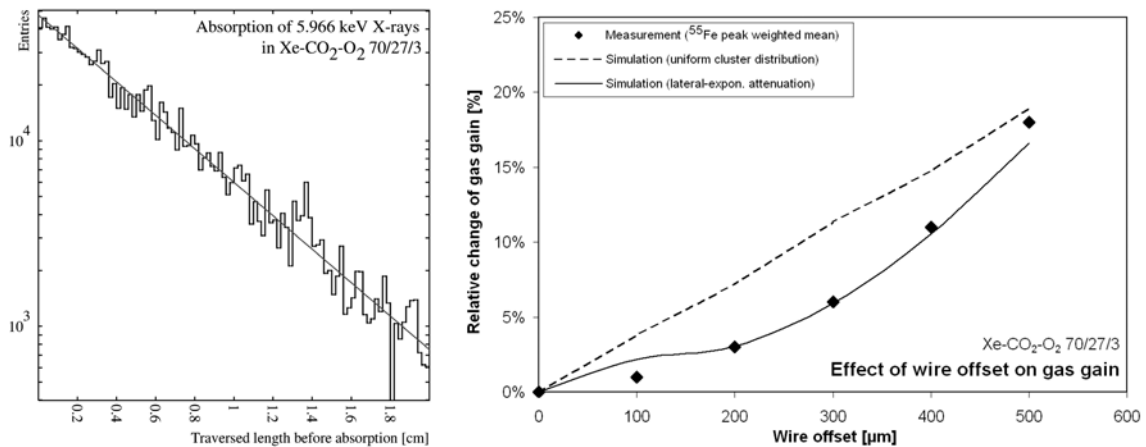 Absorption of 5.966 keV X-rays
in Xe-CO₂-O₂ 70/27/3
Entries
10⁴
10³
0.2
0.4
0.6
0.8
1
1.2
1.4
1.6
1.8
Traversed length before absorption [cm]
25%
20%
15%
10%
5%
0%
Relative change of gas gain [%]
Measurement (⁵⁵Fe peak weighted mean)
Simulation (uniform cluster distribution)
Simulation (lateral-expon. attenuation)
Xe-CO₂-O₂ 70/27/3
Effect of wire offset on gas gain
0
100
200
300
400
500
600
Wire offset [µm]